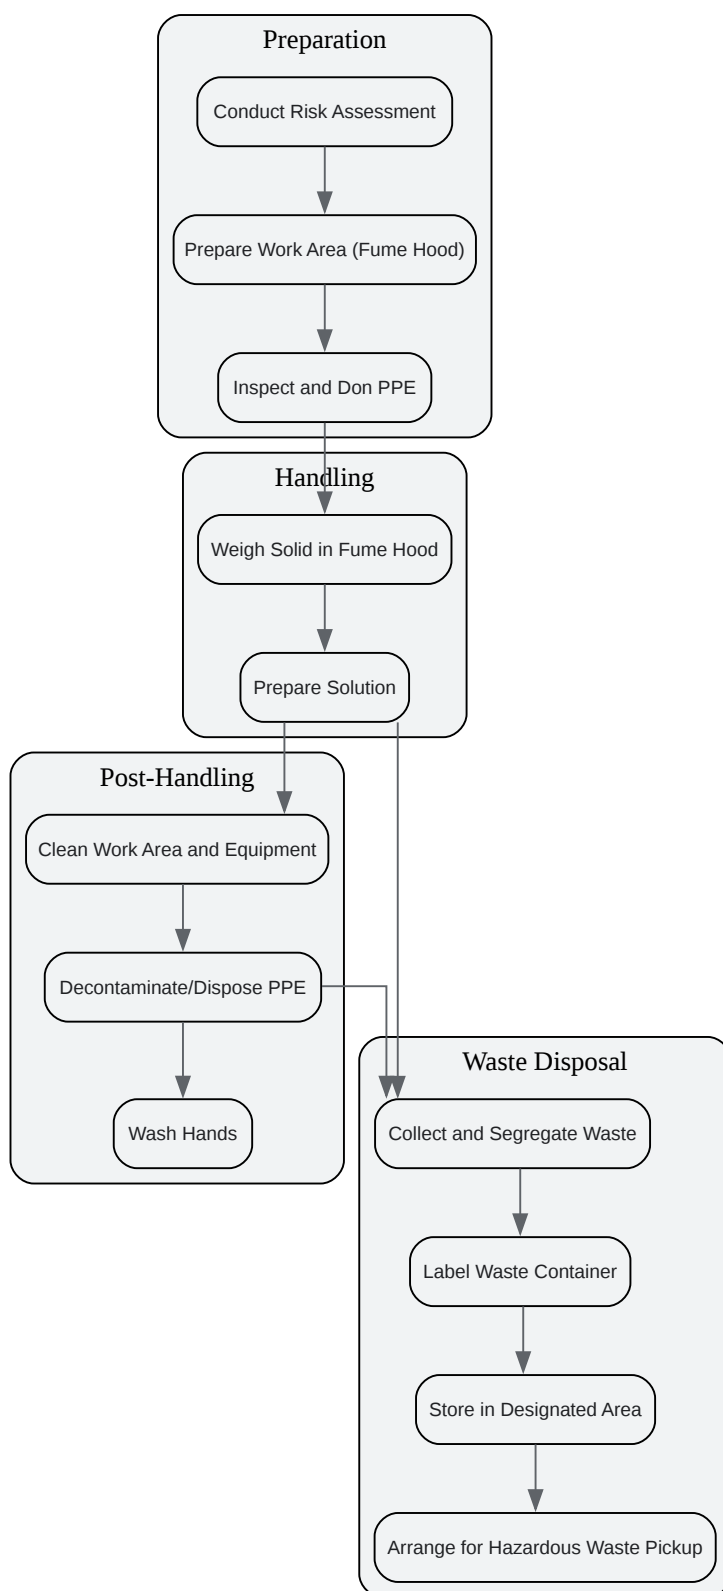 Preparation
Conduct Risk Assessment
Prepare Work Area (Fume Hood)
Inspect and Don PPE
Handling
Weigh Solid in Fume Hood
Prepare Solution
Post-Handling
Clean Work Area and Equipment
Decontaminate/Dispose PPE
Wash Hands
Waste Disposal
Collect and Segregate Waste
Label Waste Container
Store in Designated Area
Arrange for Hazardous Waste Pickup